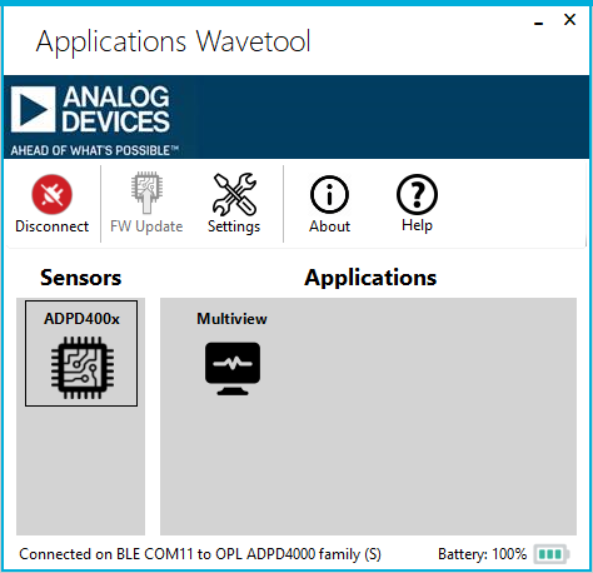 Applications Wavetool
ANALOG
DEVICES
AHEAD OF WHAT'S POSSIBLE™
Disconnect FW Update Settings About Help
Sensors Applications
ADPD400x Multiview
Connected on BLE COM11 to OPL ADPD4000 family (S) Battery: 100%